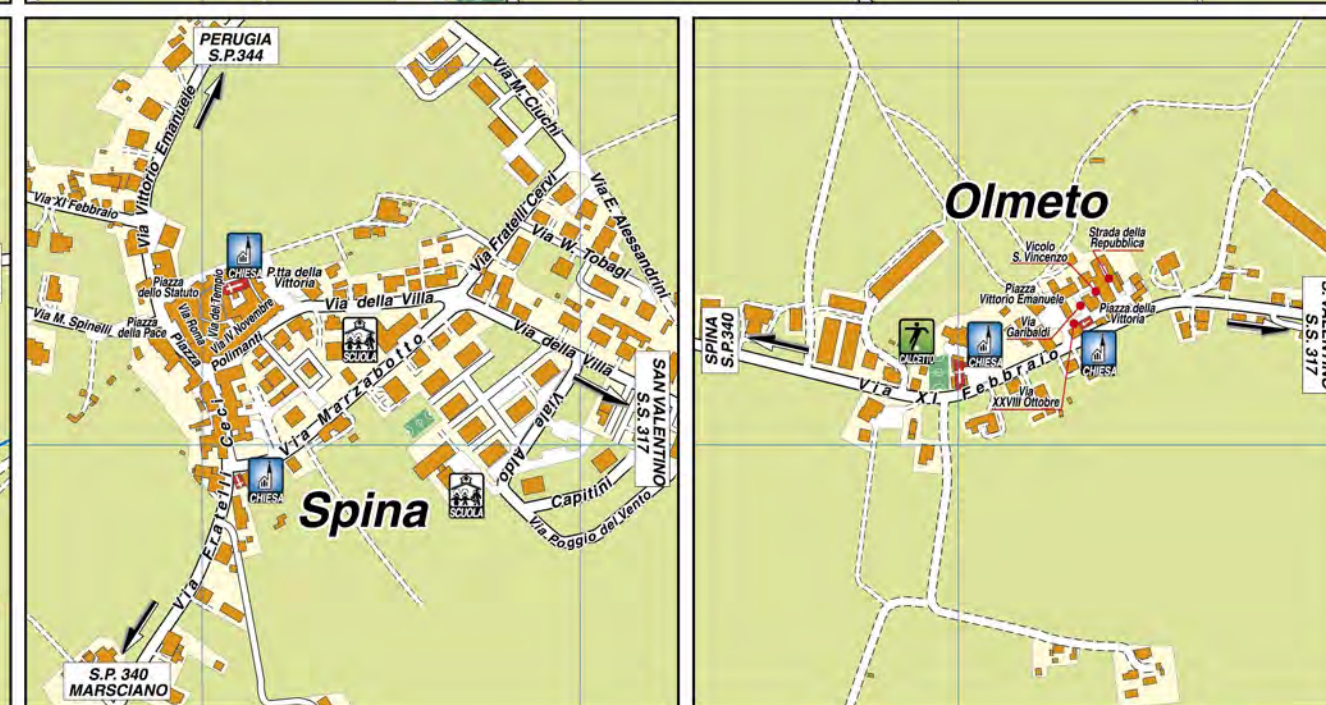 PERUGIA
S.P.344
Via Vittorio Emanuele
Via XI Febbraio
Via M. Ciuchi
Via Fratelli Cervi
Via E. Alessandrini
Via W. Tobagi
CHIESA
P.tta della
Vittoria
Piazza
dello Statuto
Via del Tempio
Via Roma
Via IV Novembre
Via M. Spinelli
Piazza
della Pace
Piazza
Polimanti
Via della Villa
SCUOLA
Via Marzabotto
Via della Villa
SAN VALENTINO
S.S. 317
Viale Aldo Capitini
Via Poggio del Vento
SCUOLA
CHIESA
Via Fratelli Ceci
Spina
S.P. 340
MARSCIANO
Olmeto
Strada della
Repubblica
Vicolo
S. Vincenzo
Piazza
Vittorio Emanuele
Piazza della
Vittoria
Via
Garibaldi
SPINA
S.P.340
CALCETTO
CHIESA
CHIESA
Via XI Febbraio
Via
XXVIII Ottobre
S.S. 317